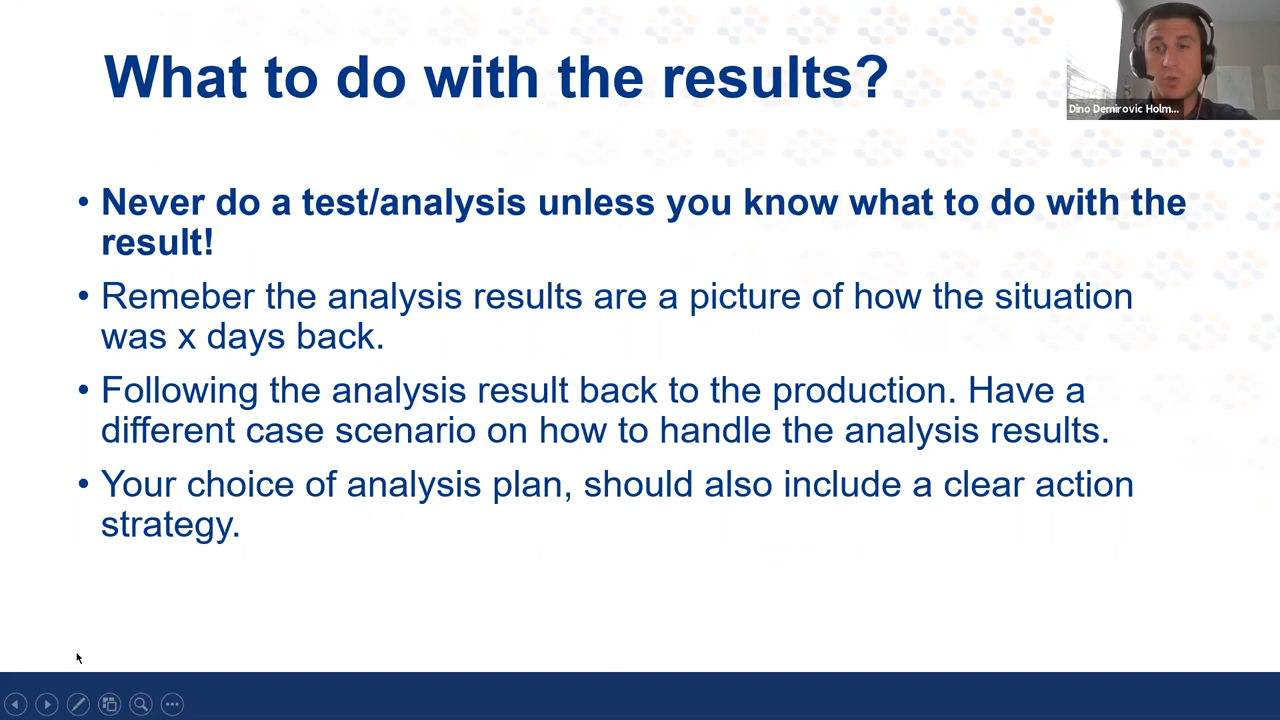 What to do with the results?
Dino Demirovic Holm...
• Never do a test/analysis unless you know what to do with the
result!
• Remeber the analysis results are a picture of how the situation
was x days back.
• Following the analysis result back to the production. Have a
different case scenario on how to handle the analysis results.
• Your choice of analysis plan, should also include a clear action
strategy.